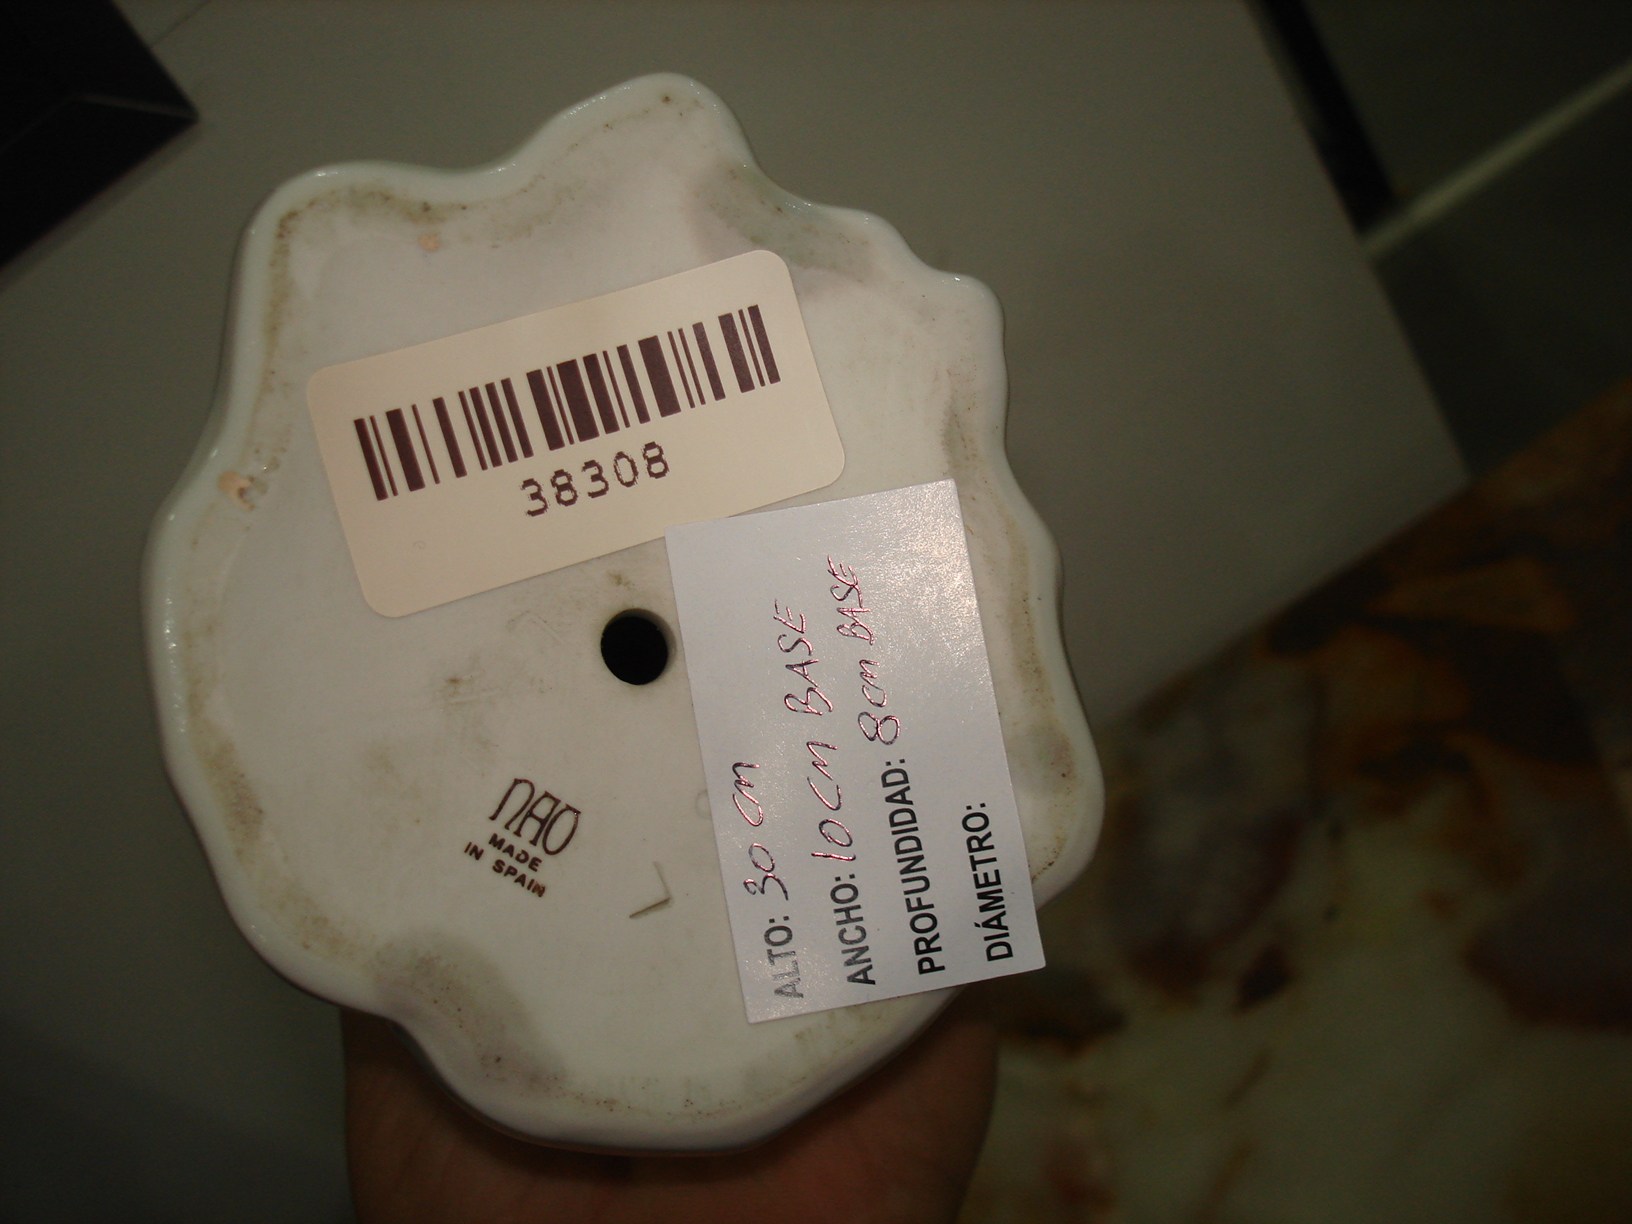 38308
ALTO: 30 cm
ANCHO: 10 cm BASE
PROFUNDIDAD: 8 cm BASE
DIÁMETRO:
NAO
MADE
IN SPAIN